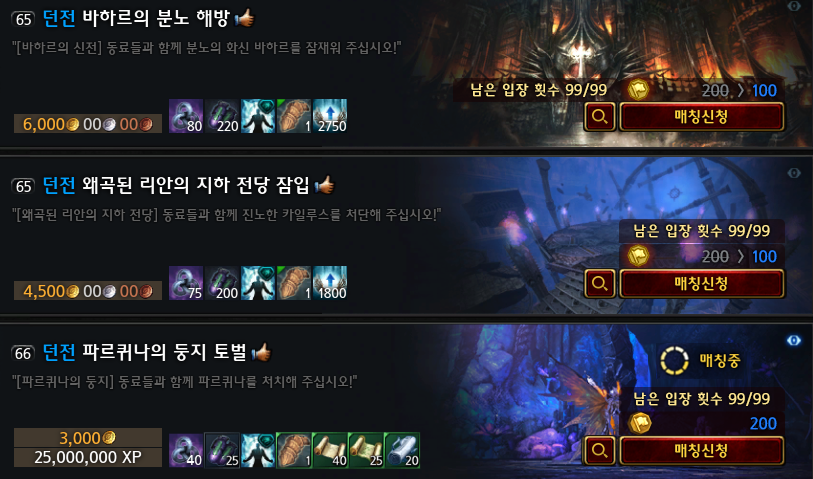 65 던전 바하르의 분노 해방
"[바하르의 신전] 동료들과 함께 분노의 화신 바하르를 잠재워 주십시오!"
남은 입장 횟수 99/99
200 > 100
6,000 00 00
80 220 1 2750
매칭신청
65 던전 왜곡된 리안의 지하 전당 잠입
"[왜곡된 리안의 지하 전당] 동료들과 함께 진노한 카일루스를 처단해 주십시오!"
남은 입장 횟수 99/99
200 > 100
4,500 00 00
75 200 1 1800
매칭신청
66 던전 파르퀴나의 둥지 토벌
매칭중
"[파르퀴나의 둥지] 동료들과 함께 파르퀴나를 처치해 주십시오!"
남은 입장 횟수 99/99
200
3,000
25,000,000 XP
40 25 1 40 25 20
매칭신청